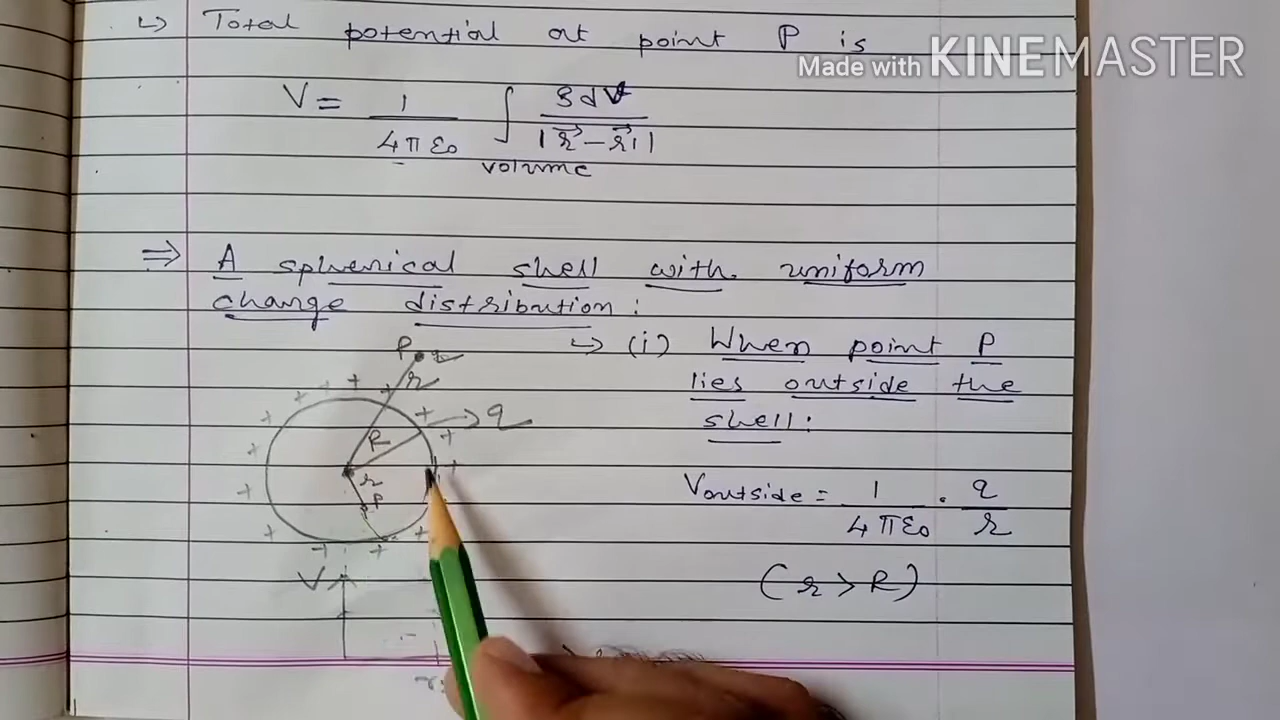 ↳ Total potential at point P is
Made with KINEMASTER
V = 1 / 4πε₀ ∫ ρdV / |r⃗ - r⃗i|
volume
⇒ A spherical shell with uniform
charge distribution:
↳ (i) When point P
lies outside the
shell:
P
r
q
R
r
P
+ + + + + + + + + + + + + +
V outside = 1 / 4πε₀ . q / r
(r > R)
V